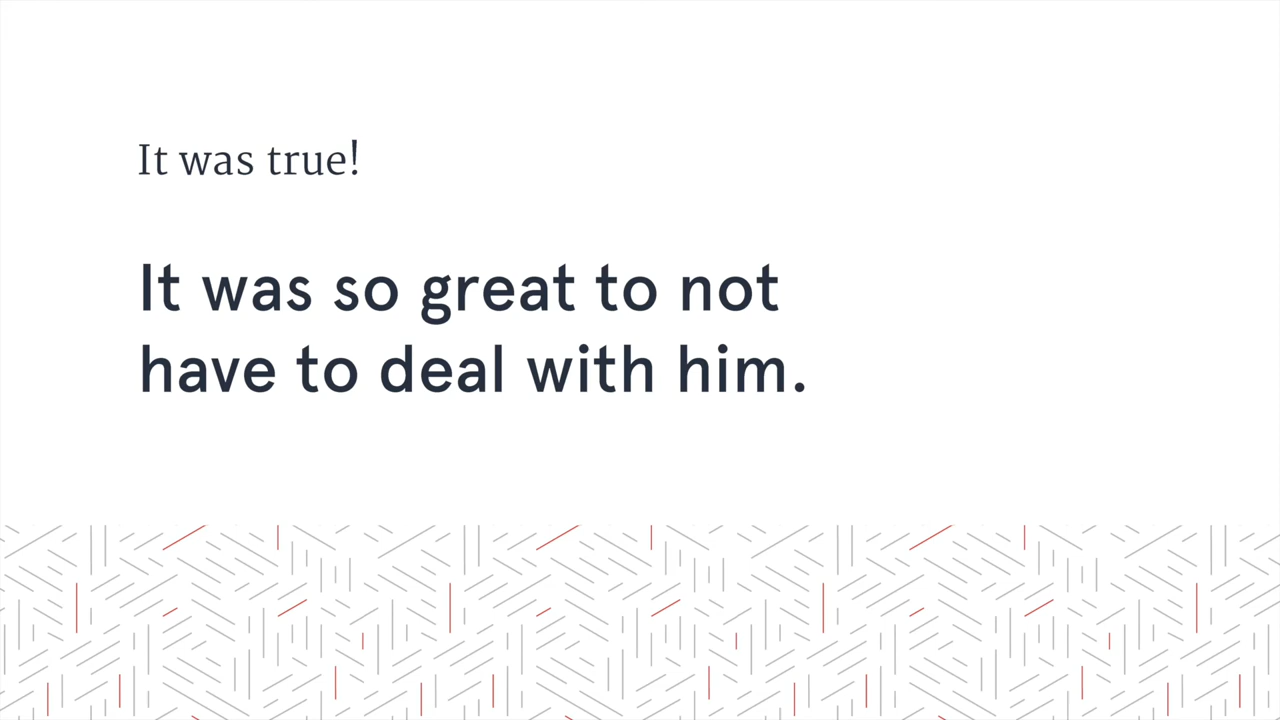 It was true!
It was so great to not
have to deal with him.